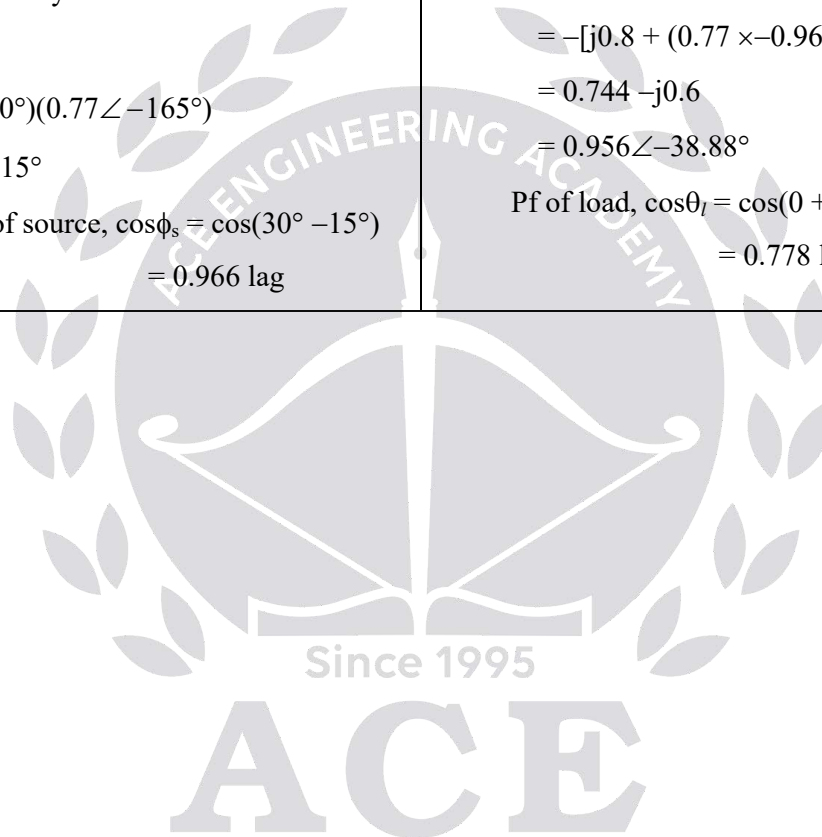 0°)(0.77∠–165°)
15°
of source, cosϕₛ = cos(30° –15°)
= 0.966 lag
= –[j0.8 + (0.77 ×–0.96
= 0.744 –j0.6
= 0.956∠–38.88°
Pf of load, cosθₗ = cos(0 +
= 0.778
ACE ENGINEERING ACADEMY
Since 1995
ACE